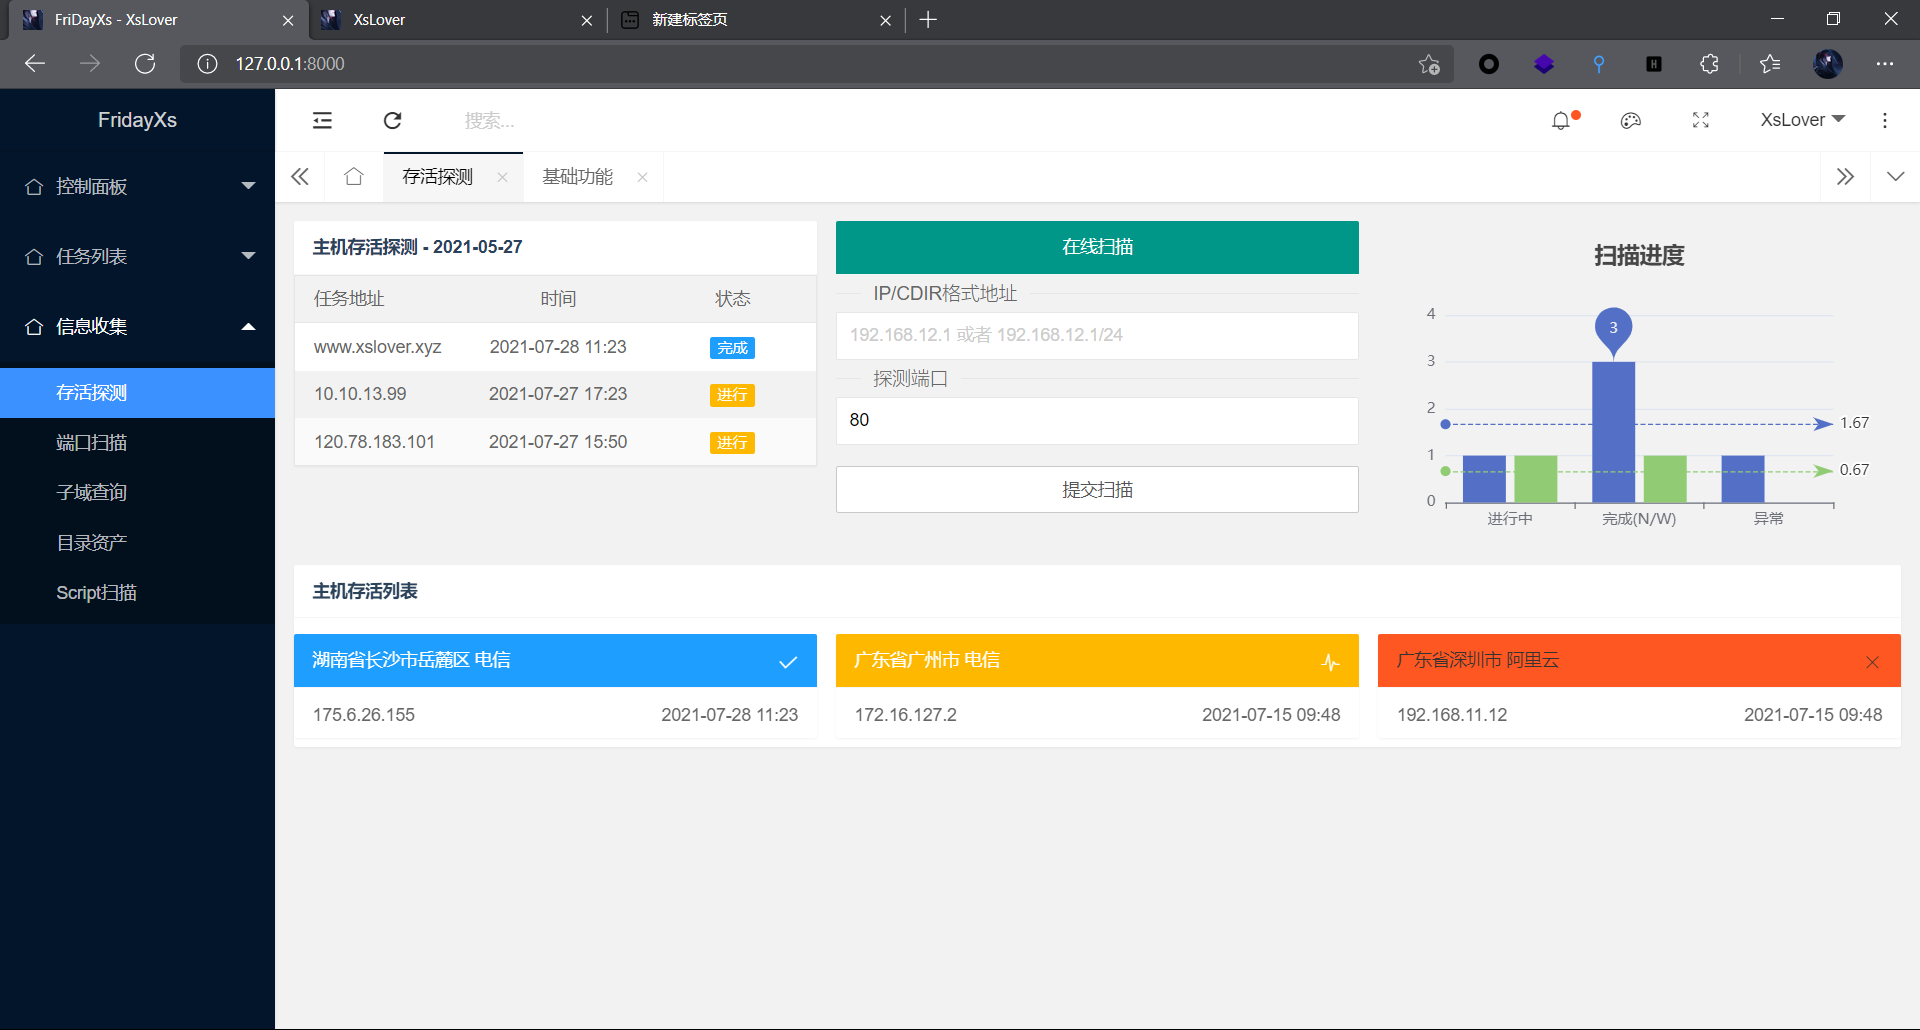 FriDayXs - XsLover
XsLover
新建标签页
127.0.0.1:8000
FridayXs
搜索...
XsLover
控制面板
任务列表
信息收集
存活探测
端口扫描
子域查询
目录资产
Script扫描
存活探测
基础功能
主机存活探测 - 2021-05-27
任务地址 时间 状态
www.xslover.xyz 2021-07-28 11:23 完成
10.10.13.99 2021-07-27 17:23 进行
120.78.183.101 2021-07-27 15:50 进行
在线扫描
IP/CDIR格式地址
192.168.12.1 或者 192.168.12.1/24
探测端口
80
提交扫描
扫描进度
4
3
3
2
1.67
1
0.67
0
进行中 完成(N/W) 异常
主机存活列表
湖南省长沙市岳麓区 电信
175.6.26.155 2021-07-28 11:23
广东省广州市 电信
172.16.127.2 2021-07-15 09:48
广东省深圳市 阿里云
192.168.11.12 2021-07-15 09:48